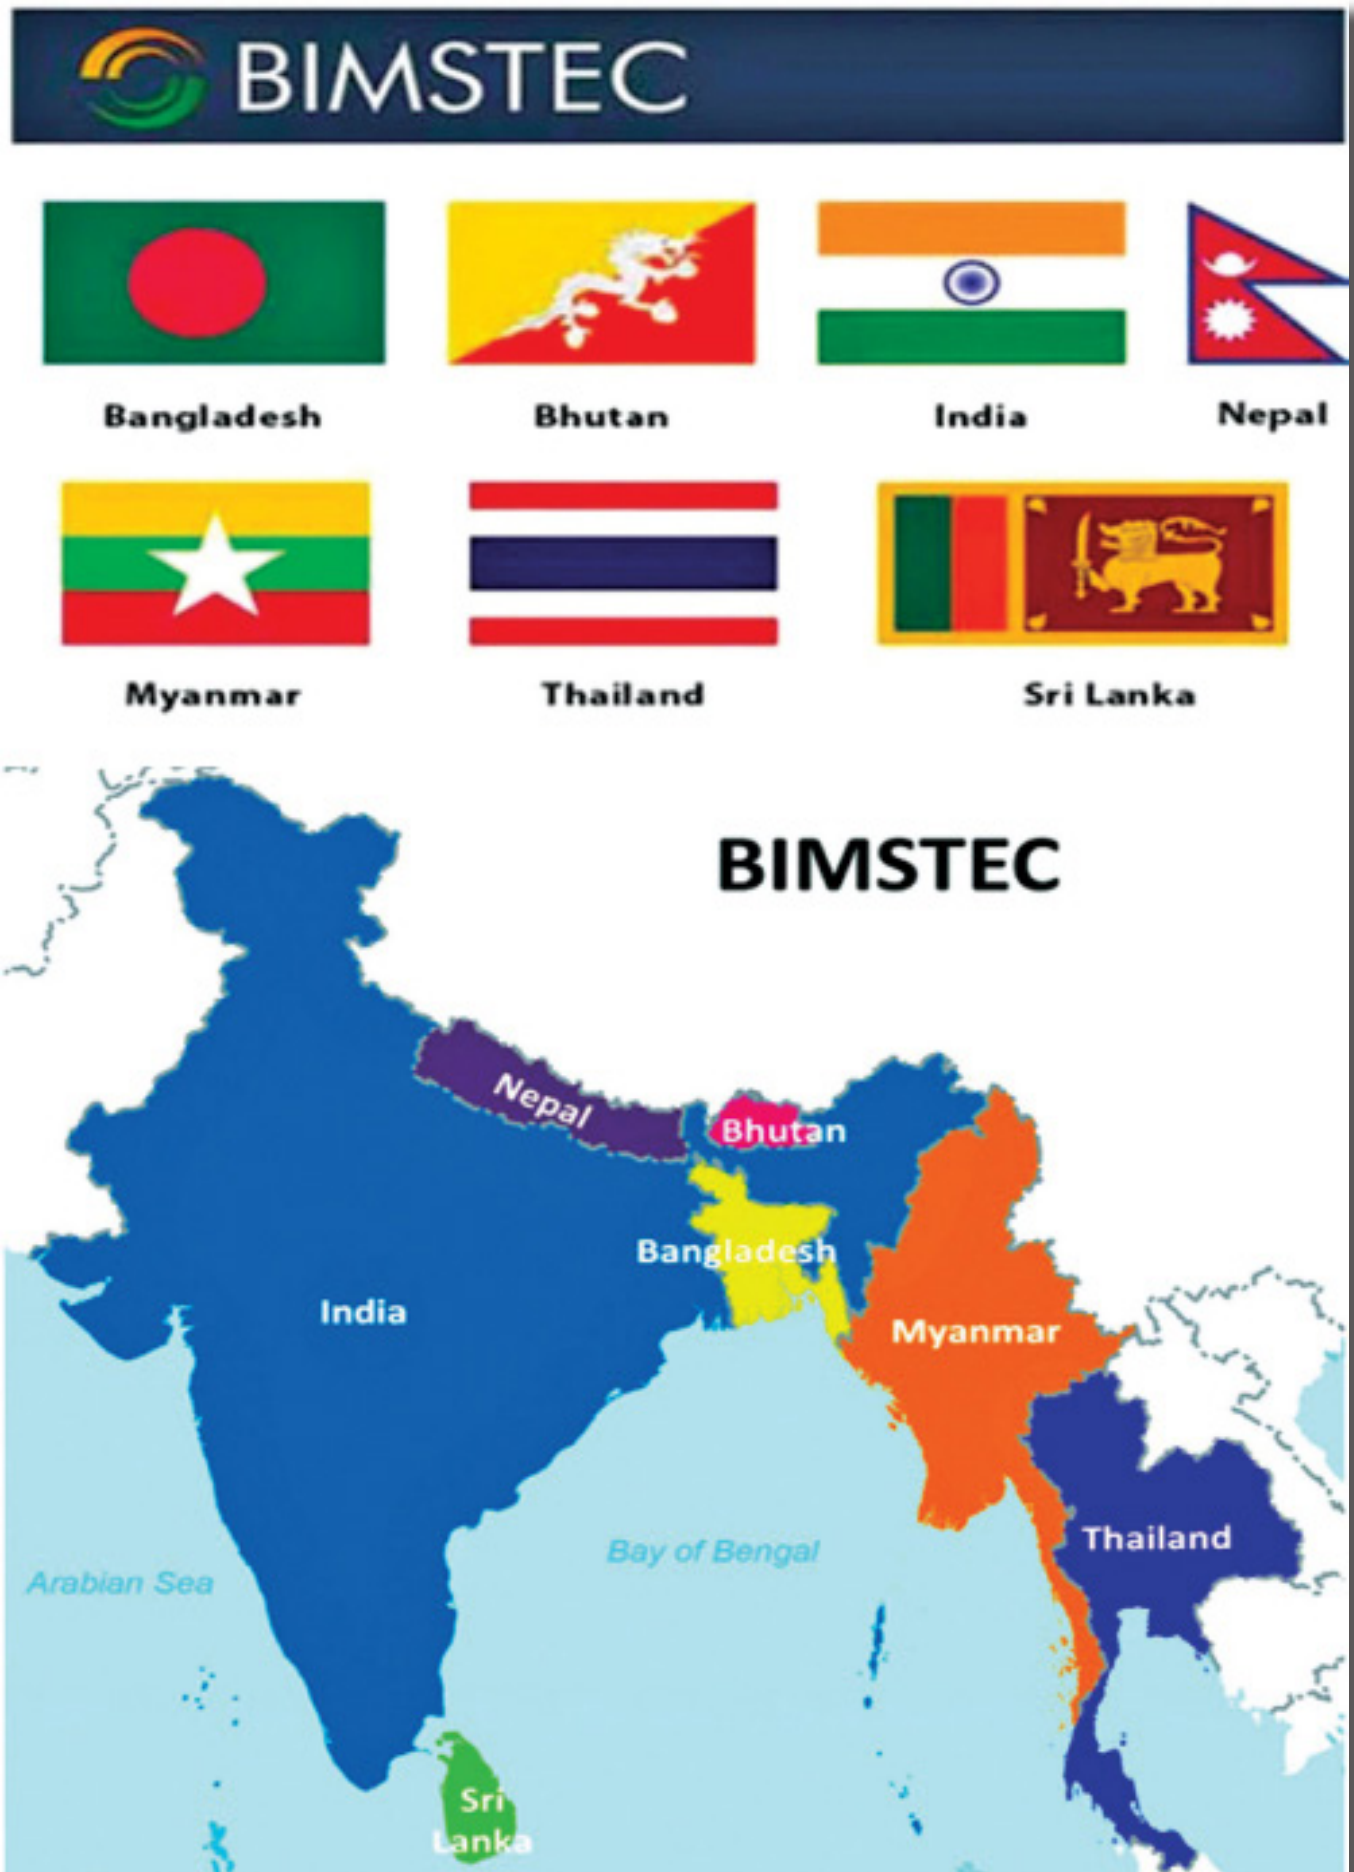 BIMSTEC
Bangladesh
Bhutan
India
Nepal
Myanmar
Thailand
Sri Lanka
BIMSTEC
Nepal
Bhutan
Bangladesh
India
Myanmar
Thailand
Bay of Bengal
Arabian Sea
Sri
Lanka